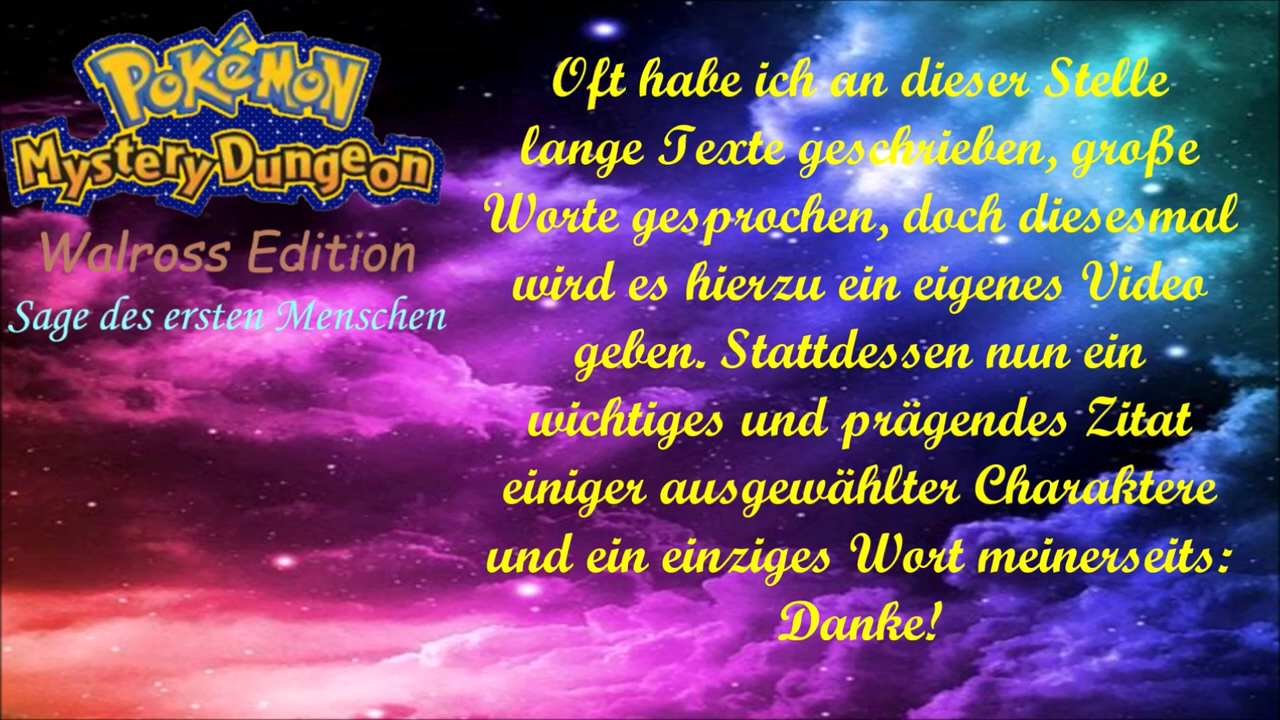 POKéMON
Mystery Dungeon
Walross Edition
Sage des ersten Menschen
Oft habe ich an dieser Stelle
lange Texte geschrieben, große
Worte gesprochen, doch diesesmal
wird es hierzu ein eigenes Video
geben. Stattdessen nun ein
wichtiges und prägendes Zitat
einiger ausgewählter Charaktere
und ein einziges Wort meinerseits:
Danke!